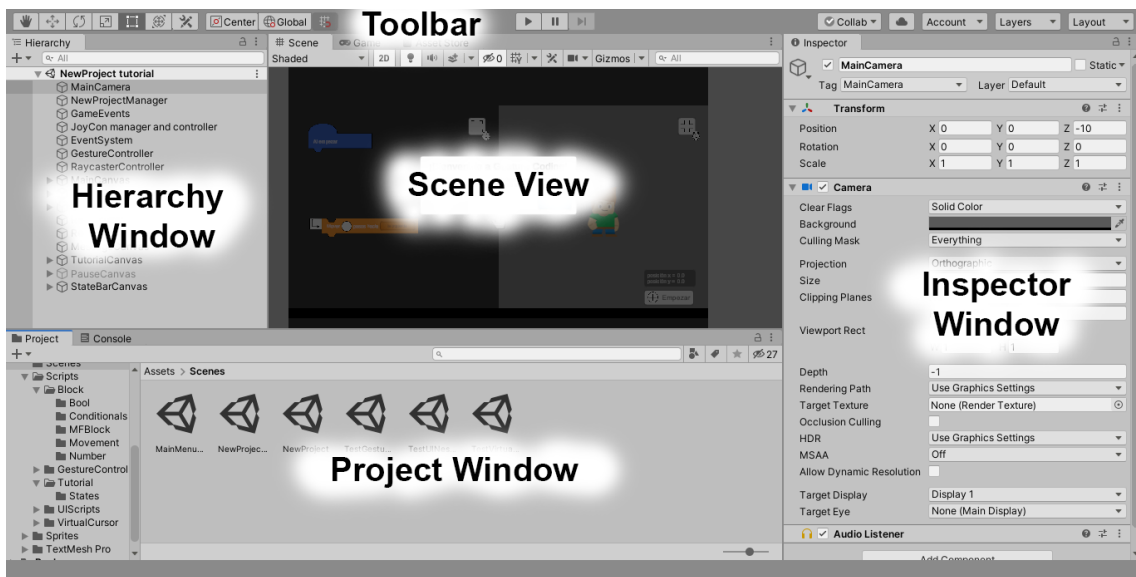 Toolbar
Center
Global
Collab
Account
Layers
Layout
Hierarchy
All
NewProject tutorial
MainCamera
NewProjectManager
GameEvents
JoyCon manager and controller
EventSystem
GestureController
RaycasterController
MainCanvas
TutorialCanvas
PauseCanvas
StateBarCanvas
Hierarchy
Window
Scene
Game
Asset Store
Shaded
2D
0
Gizmos
All
Scene View
Empezar
Inspector
MainCamera
Static
Tag MainCamera
Layer Default
Transform
Position X 0 Y 0 Z -10
Rotation X 0 Y 0 Z 0
Scale X 1 Y 1 Z 1
Camera
Clear Flags Solid Color
Background
Culling Mask Everything
Projection Orthographic
Size
Clipping Planes
Viewport Rect
Inspector
Window
Depth -1
Rendering Path Use Graphics Settings
Target Texture None (Render Texture)
Occlusion Culling
HDR Use Graphics Settings
MSAA Off
Allow Dynamic Resolution
Target Display Display 1
Target Eye None (Main Display)
Audio Listener
Add Component
Project
Console
27
Scenes
Scripts
Block
Bool
Conditionals
MFBlock
Movement
Number
GestureControl
Tutorial
States
UIScripts
VirtualCursor
Sprites
TextMesh Pro
Assets > Scenes
MainMenu...
NewProjec...
NewProject
TestGestu...
Project Window